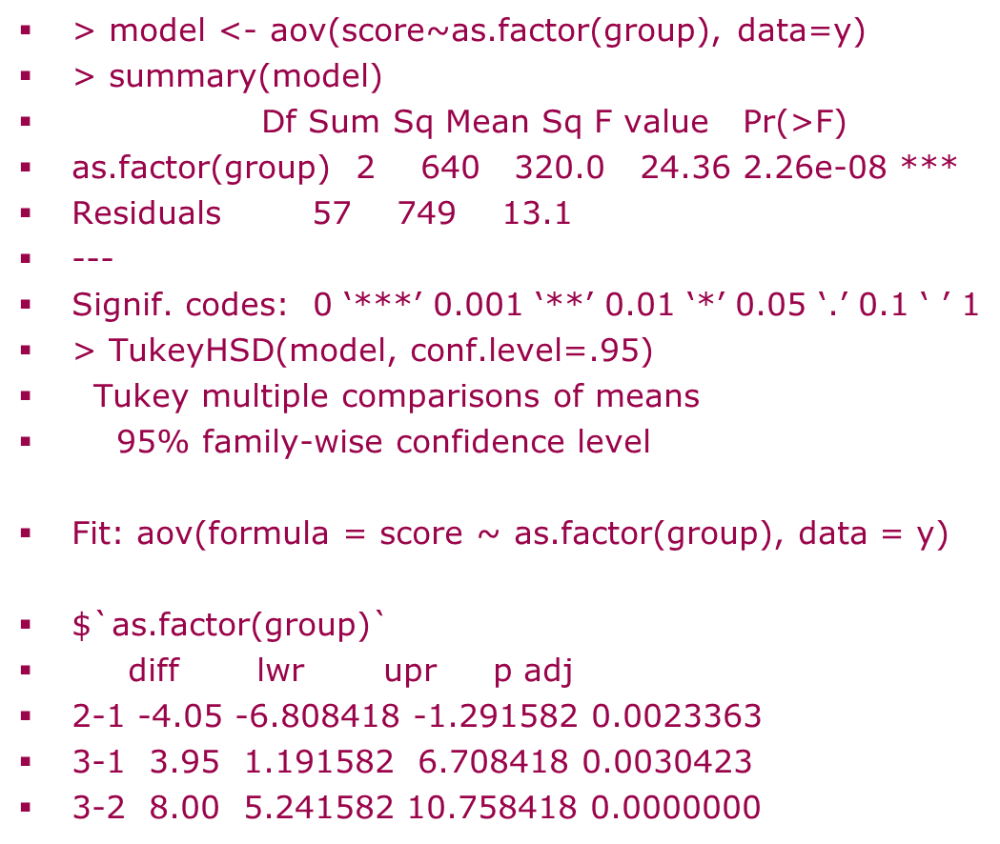 ▪ > model <- aov(score~as.factor(group), data=y)
▪ > summary(model)
▪ Df Sum Sq Mean Sq F value Pr(>F)
▪ as.factor(group) 2 640 320.0 24.36 2.26e-08 ***
▪ Residuals 57 749 13.1
▪ ---
▪ Signif. codes: 0 ‘***’ 0.001 ‘**’ 0.01 ‘*’ 0.05 ‘.’ 0.1 ‘ ’ 1
▪ > TukeyHSD(model, conf.level=.95)
▪ Tukey multiple comparisons of means
▪ 95% family-wise confidence level
▪ Fit: aov(formula = score ~ as.factor(group), data = y)
▪ $`as.factor(group)`
▪ diff lwr upr p adj
▪ 2-1 -4.05 -6.808418 -1.291582 0.0023363
▪ 3-1 3.95 1.191582 6.708418 0.0030423
▪ 3-2 8.00 5.241582 10.758418 0.0000000